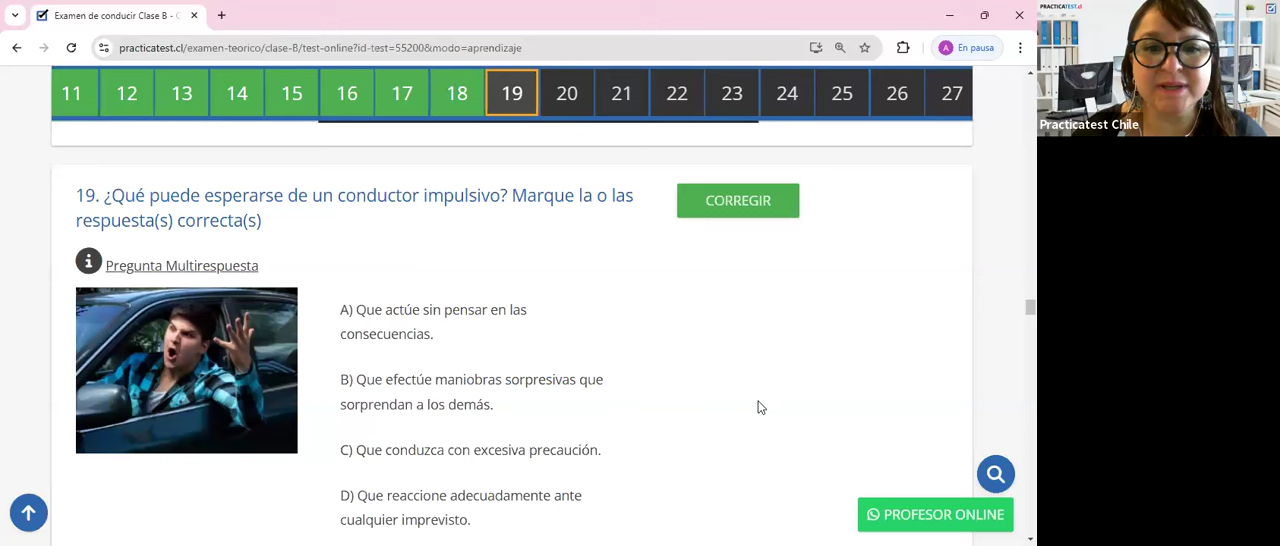 Examen de conducir Clase B - C
practicatest.cl/examen-teorico/clase-B/test-online?id-test=55200&modo=aprendizaje
A En pausa
11 12 13 14 15 16 17 18 19 20 21 22 23 24 25 26 27
19. ¿Qué puede esperarse de un conductor impulsivo? Marque la o las
respuesta(s) correcta(s)
CORREGIR
Pregunta Multirespuesta
A) Que actúe sin pensar en las
consecuencias.
B) Que efectúe maniobras sorpresivas que
sorprendan a los demás.
C) Que conduzca con excesiva precaución.
D) Que reaccione adecuadamente ante
cualquier imprevisto.
PROFESOR ONLINE
PRACTICATEST.cl
Practicatest Chile